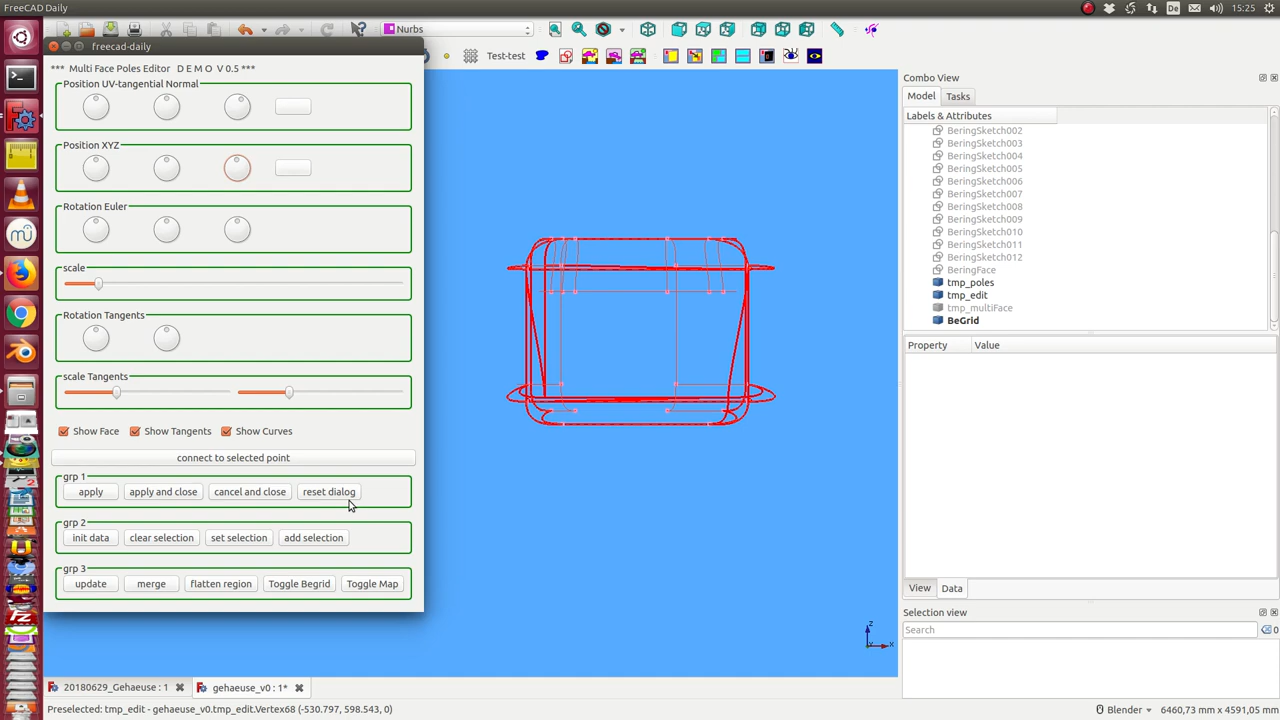 FreeCAD Daily
De
15:25
Nurbs
freecad-daily
Test-test
*** Multi Face Poles Editor D E M O V 0.5 ***
Position UV-tangential Normal
Position XYZ
Rotation Euler
scale
Rotation Tangents
scale Tangents
Show Face Show Tangents Show Curves
connect to selected point
grp 1
apply apply and close cancel and close reset dialog
grp 2
init data clear selection set selection add selection
grp 3
update merge flatten region Toggle Begrid Toggle Map
Combo View
Model Tasks
Labels & Attributes
BeringSketch002
BeringSketch003
BeringSketch004
BeringSketch005
BeringSketch006
BeringSketch007
BeringSketch008
BeringSketch009
BeringSketch010
BeringSketch011
BeringSketch012
BeringFace
tmp_poles
tmp_edit
tmp_multiFace
BeGrid
Property Value
View Data
Selection view
Search
0
z
x
20180629_Gehaeuse : 1 gehaeuse_v0 : 1*
Preselected: tmp_edit - gehaeuse_v0.tmp_edit.Vertex68 (-530.797, 598.543, 0)
Blender 6460,73 mm x 4591,05 mm